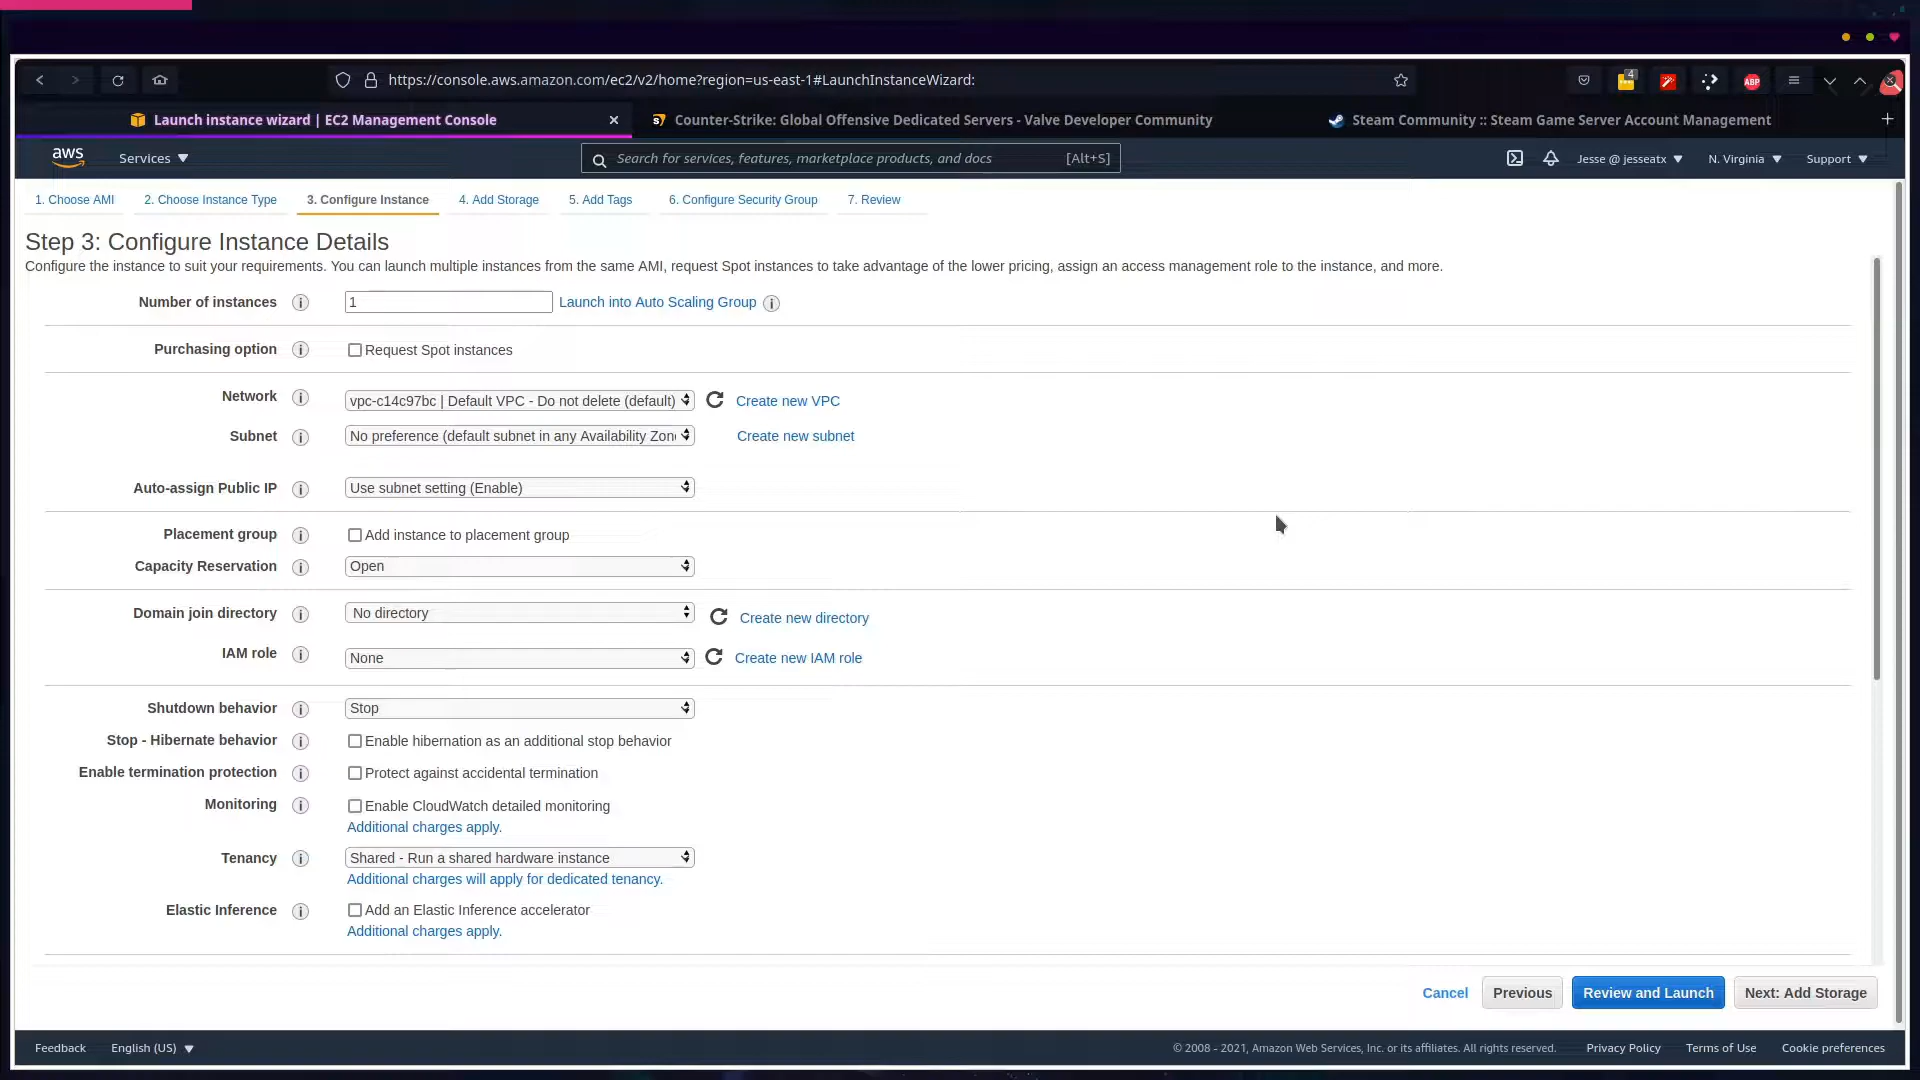 https://console.aws.amazon.com/ec2/v2/home?region=us-east-1#LaunchInstanceWizard:
4
ABP
Launch instance wizard | EC2 Management Console
Counter-Strike: Global Offensive Dedicated Servers - Valve Developer Community
Steam Community :: Steam Game Server Account Management
aws
Services
Search for services, features, marketplace products, and docs
[Alt+S]
Jesse @ jesseatx
N. Virginia
Support
1. Choose AMI
2. Choose Instance Type
3. Configure Instance
4. Add Storage
5. Add Tags
6. Configure Security Group
7. Review
Step 3: Configure Instance Details
Configure the instance to suit your requirements. You can launch multiple instances from the same AMI, request Spot instances to take advantage of the lower pricing, assign an access management role to the instance, and more.
Number of instances
1
Launch into Auto Scaling Group
Purchasing option
Request Spot instances
Network
vpc-c14c97bc | Default VPC - Do not delete (default)
Create new VPC
Subnet
No preference (default subnet in any Availability Zon
Create new subnet
Auto-assign Public IP
Use subnet setting (Enable)
Placement group
Add instance to placement group
Capacity Reservation
Open
Domain join directory
No directory
Create new directory
IAM role
None
Create new IAM role
Shutdown behavior
Stop
Stop - Hibernate behavior
Enable hibernation as an additional stop behavior
Enable termination protection
Protect against accidental termination
Monitoring
Enable CloudWatch detailed monitoring
Additional charges apply.
Tenancy
Shared - Run a shared hardware instance
Additional charges will apply for dedicated tenancy.
Elastic Inference
Add an Elastic Inference accelerator
Additional charges apply.
Cancel
Previous
Review and Launch
Next: Add Storage
Feedback
English (US)
© 2008 - 2021, Amazon Web Services, Inc. or its affiliates. All rights reserved.
Privacy Policy
Terms of Use
Cookie preferences